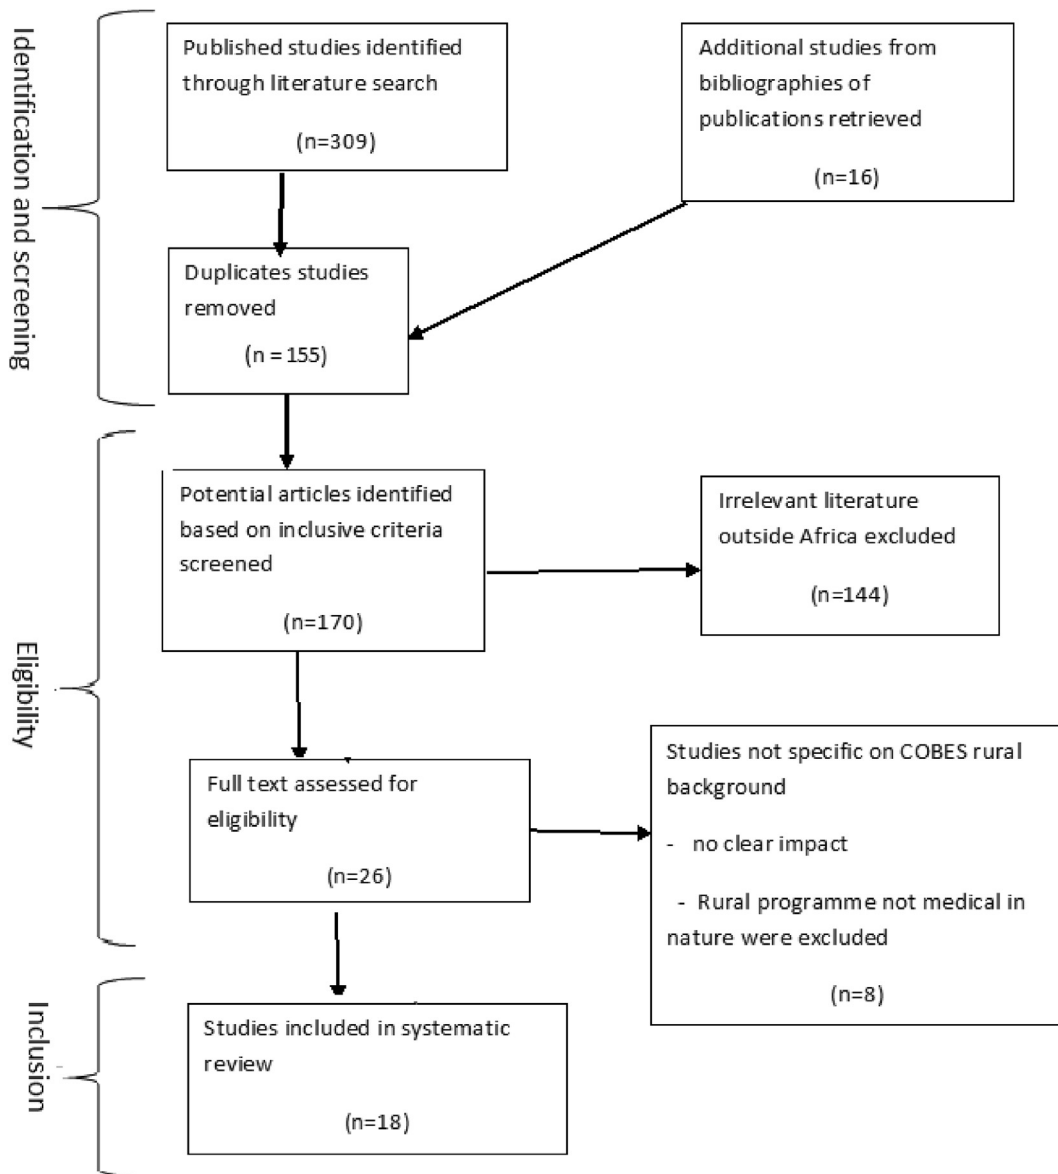 Identification and screening
Published studies identified
through literature search
(n=309)
Additional studies from
bibliographies of
publications retrieved
(n=16)
Duplicates studies
removed
(n = 155)
Eligibility
Potential articles identified
based on inclusive criteria
screened
(n=170)
Irrelevant literature
outside Africa excluded
(n=144)
Full text assessed for
eligibility
(n=26)
Studies not specific on COBES rural
background
- no clear impact
- Rural programme not medical in
nature were excluded
(n=8)
Inclusion
Studies included in systematic
review
(n=18)